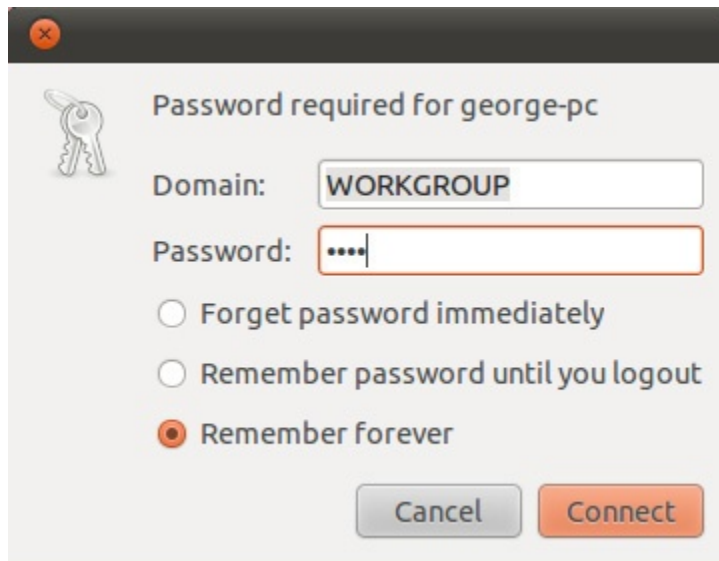 Password required for george-pc
Domain: WORKGROUP
Password: ••••
Forget password immediately
Remember password until you logout
Remember forever
Cancel Connect